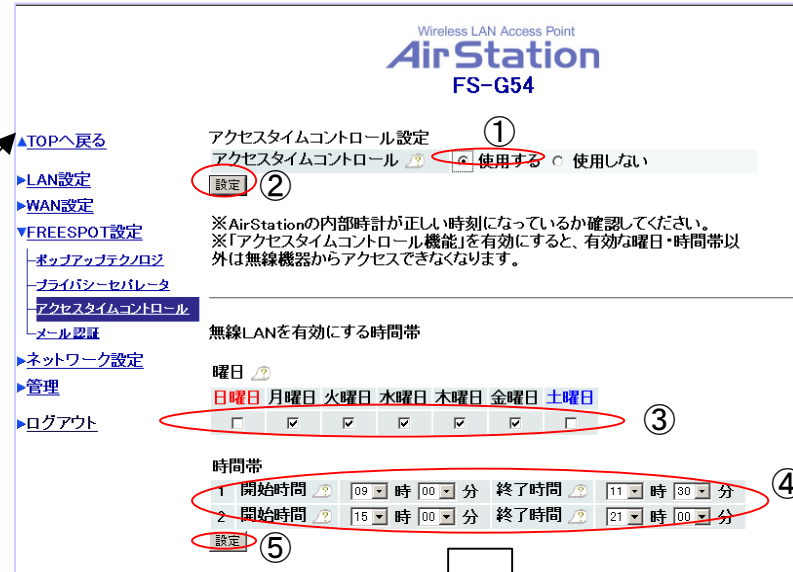 Wireless LAN Access Point
AirStation
FS-G54
▲TOPへ戻る
▶LAN設定
▶WAN設定
▼FREESPOT設定
ポップアップテクノロジ
プライバシーセパレータ
アクセスタイムコントロール
メール認証
▶ネットワーク設定
▶管理
▶ログアウト
アクセスタイムコントロール設定
①
アクセスタイムコントロール ? 使用する 使用しない
設定 ②
※AirStationの内部時計が正しい時刻になっているか確認してください。
※「アクセスタイムコントロール機能」を有効にすると、有効な曜日・時間帯以
外は無線機器からアクセスできなくなります。
無線LANを有効にする時間帯
曜日 ?
日曜日 月曜日 火曜日 水曜日 木曜日 金曜日 土曜日
③
時間帯
④
1 開始時間 ? 09 時 00 分 終了時間 ? 11 時 30 分
2 開始時間 ? 15 時 00 分 終了時間 ? 21 時 00 分
設定 ⑤